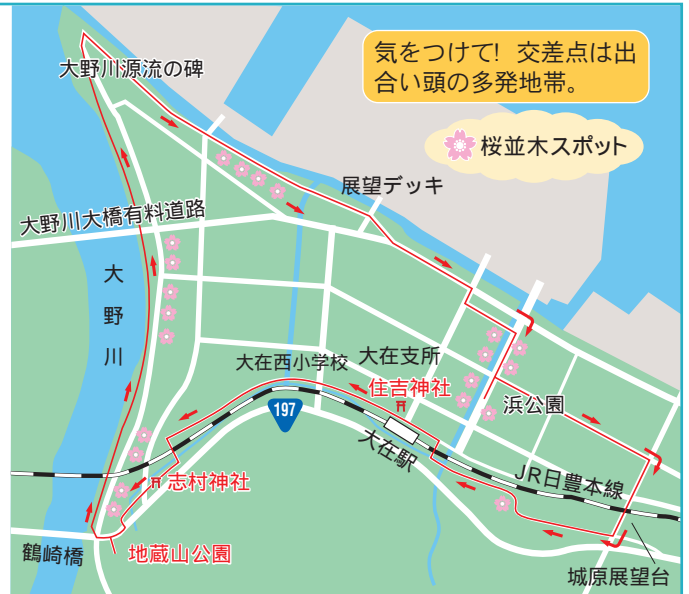 気をつけて! 交差点は出
合い頭の多発地帯。
大野川源流の碑
桜並木スポット
展望デッキ
大野川大橋有料道路
大野川
大在西小学校
大在支所
住吉神社
197
浜公園
大在駅
JR日豊本線
志村神社
地蔵山公園
鶴崎橋
城原展望台